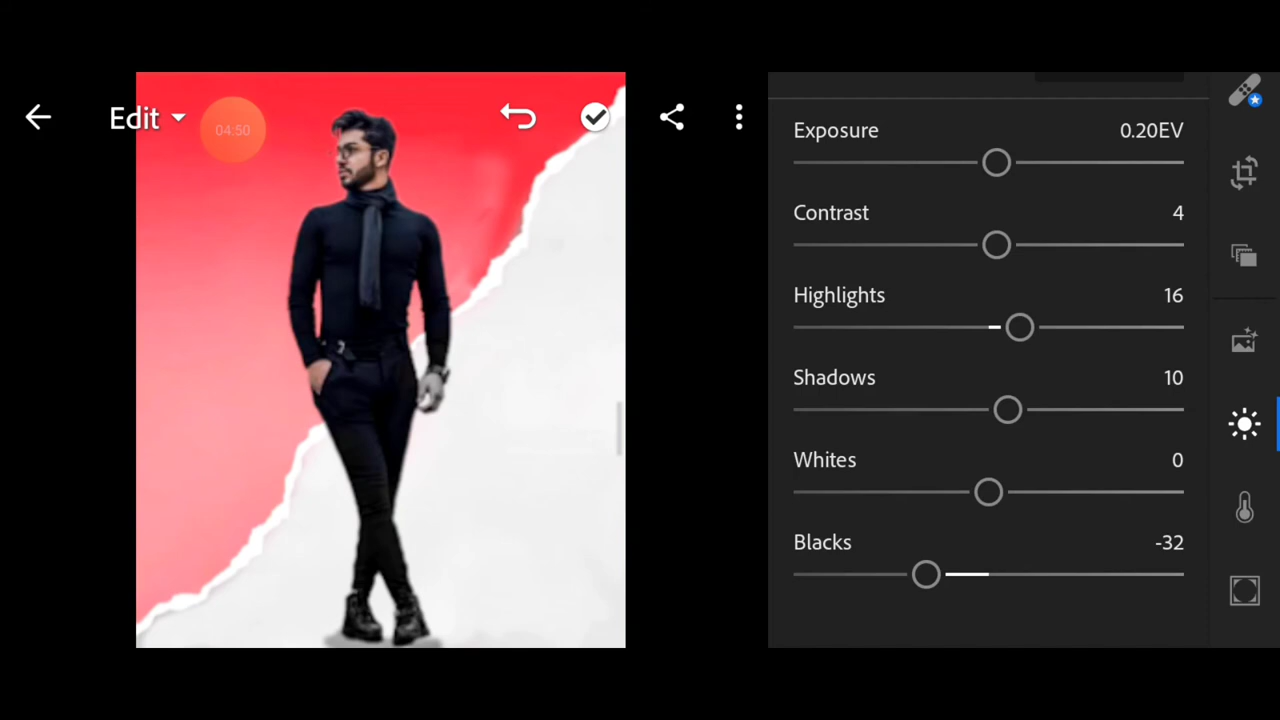 Edit
04:50
Exposure 0.20EV
Contrast 4
Highlights 16
Shadows 10
Whites 0
Blacks -32